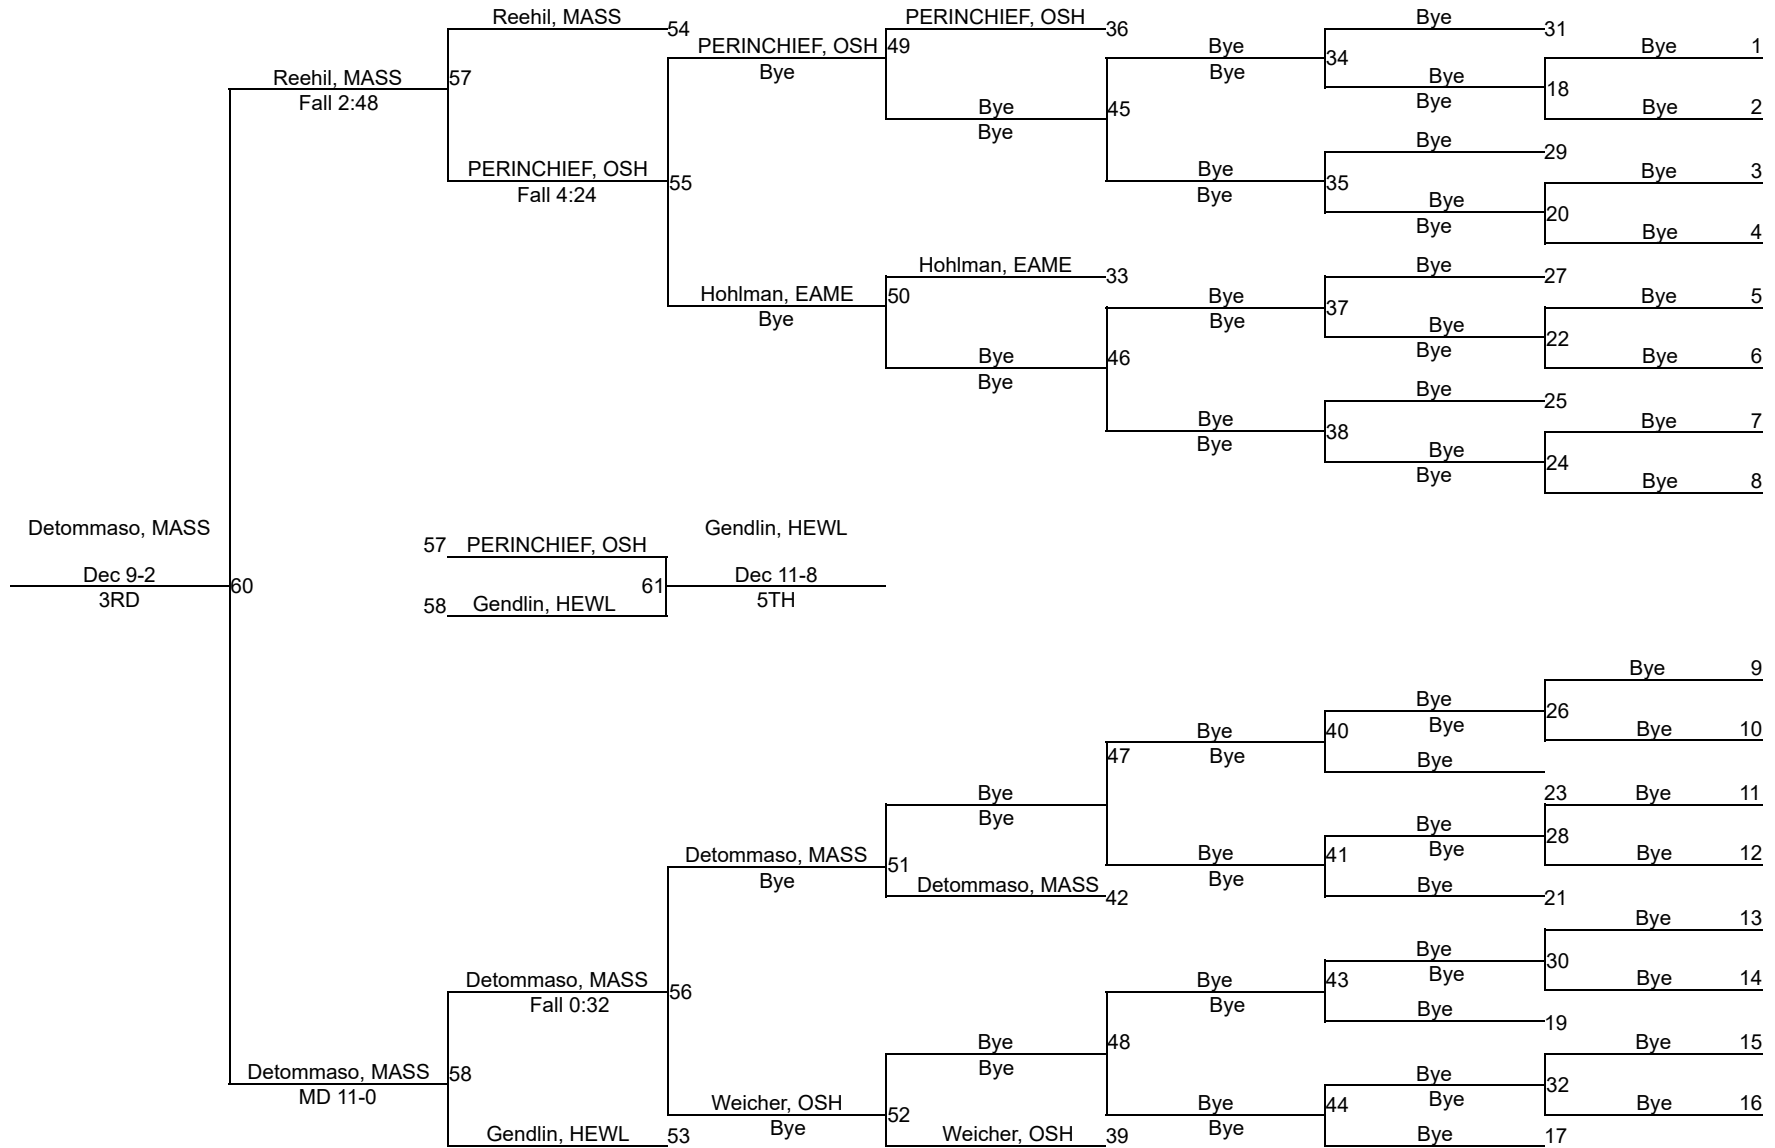 Reehil, MASS
54
PERINCHIEF, OSH
36
Bye
31
PERINCHIEF, OSH
49
Bye
Bye
1
Bye
34
Reehil, MASS
57
Bye
Fall 2:48
Bye
18
Bye
Bye
2
Bye
45
Bye
Bye
29
PERINCHIEF, OSH
55
Bye
35
Bye
3
Fall 4:24
Bye
Bye
20
Bye
Bye
4
Hohlman, EAME
33
Bye
27
Hohlman, EAME
50
Bye
37
Bye
5
Bye
Bye
Bye
22
Bye
46
Bye
Bye
6
Bye
Bye
25
Bye
38
Bye
7
Bye
Bye
24
Bye
Bye
8
Detommaso, MASS
Gendlin, HEWL
57
PERINCHIEF, OSH
Dec 9-2
60
61
Dec 11-8
3RD
5TH
58
Gendlin, HEWL
Bye
9
Bye
26
Bye
Bye
40
Bye
10
Bye
47
Bye
Bye
23
Bye
11
Bye
Bye
28
Detommaso, MASS
51
Bye
41
Bye
Bye
12
Bye
Bye
Detommaso, MASS
42
Bye
21
Bye
13
Bye
30
Detommaso, MASS
56
Bye
43
Bye
Bye
14
Fall 0:32
Bye
Bye
19
Bye
48
Bye
15
Bye
Detommaso, MASS
58
Bye
32
MD 11-0
Weicher, OSH
52
Bye
44
Bye
Bye
16
Bye
Bye
Gendlin, HEWL
53
Weicher, OSH
39
Bye
17